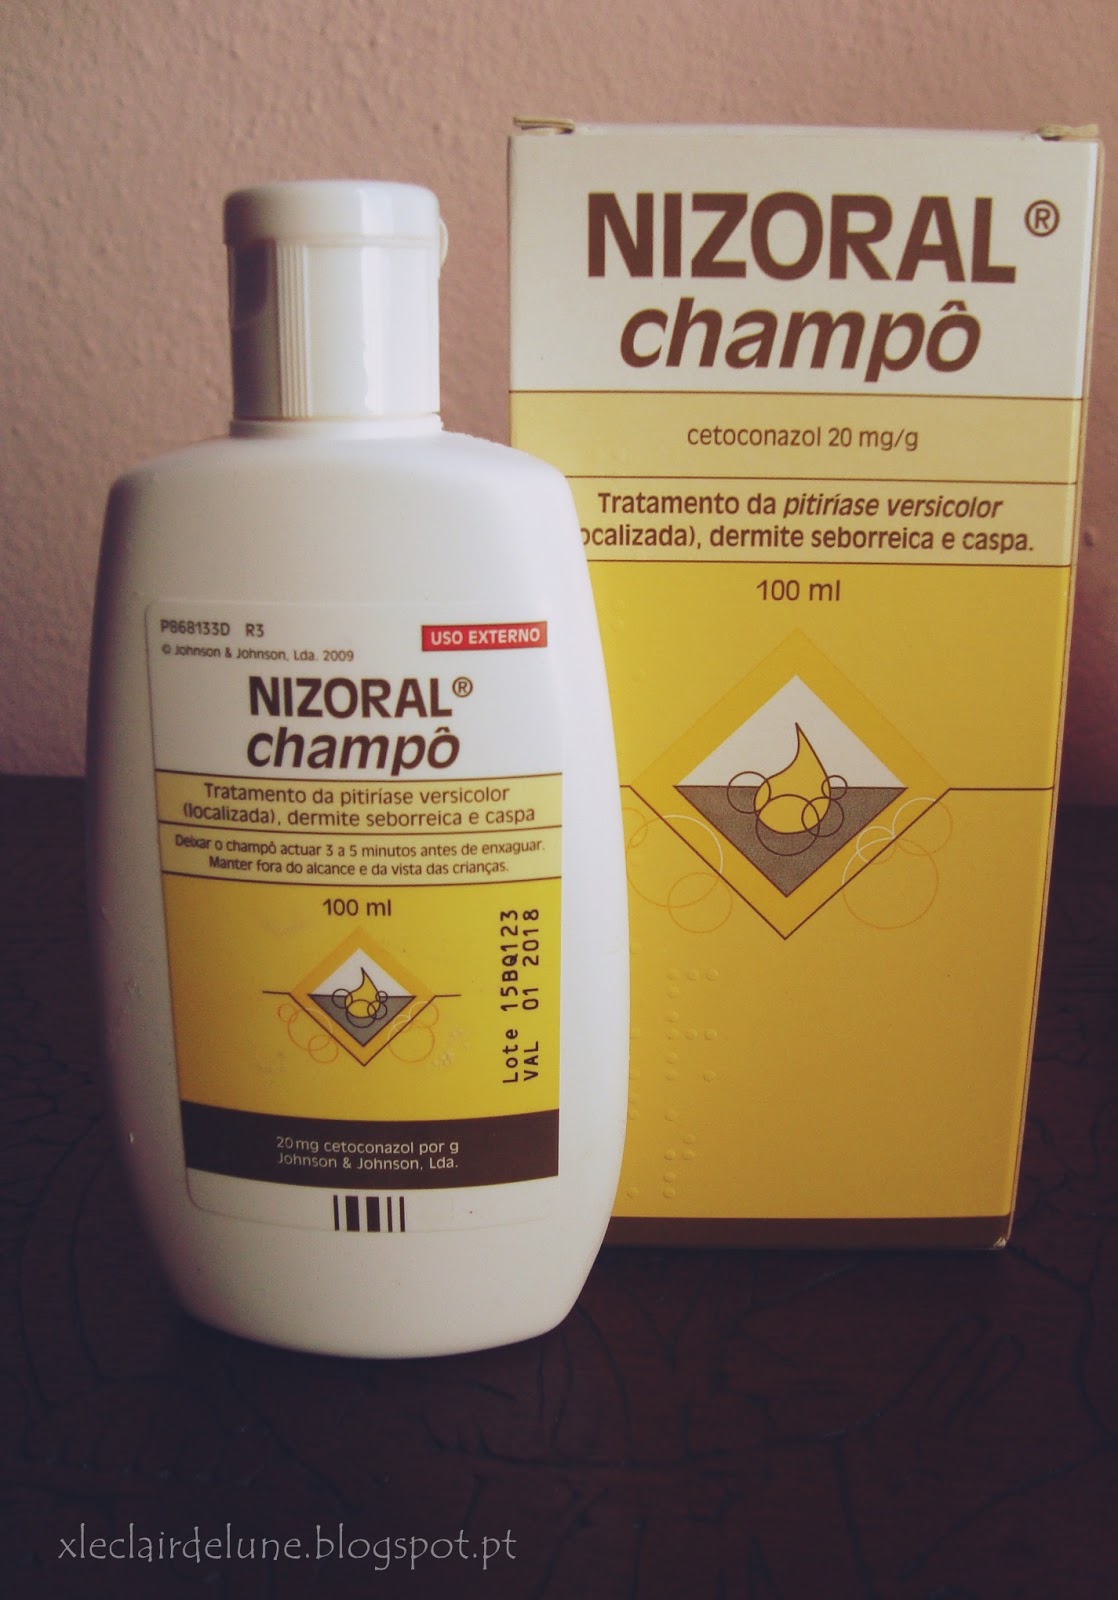 NIZORAL®
champô
cetoconazol 20 mg/g
Tratamento da pitiríase versicolor
ocalizada), dermite seborreica e caspa.
100 ml
P868133D R3
© Johnson & Johnson, Lda. 2009
USO EXTERNO
NIZORAL®
champô
Tratamento da pitiríase versicolor
(localizada), dermite seborreica e caspa
Deixar o champô actuar 3 a 5 minutos antes de enxaguar.
Manter fora do alcance e da vista das crianças.
100 ml
Lote 15BQ123
VAL 01 2018
20mg cetoconazol por g
Johnson & Johnson, Lda.
xleclairdelune.blogspot.pt